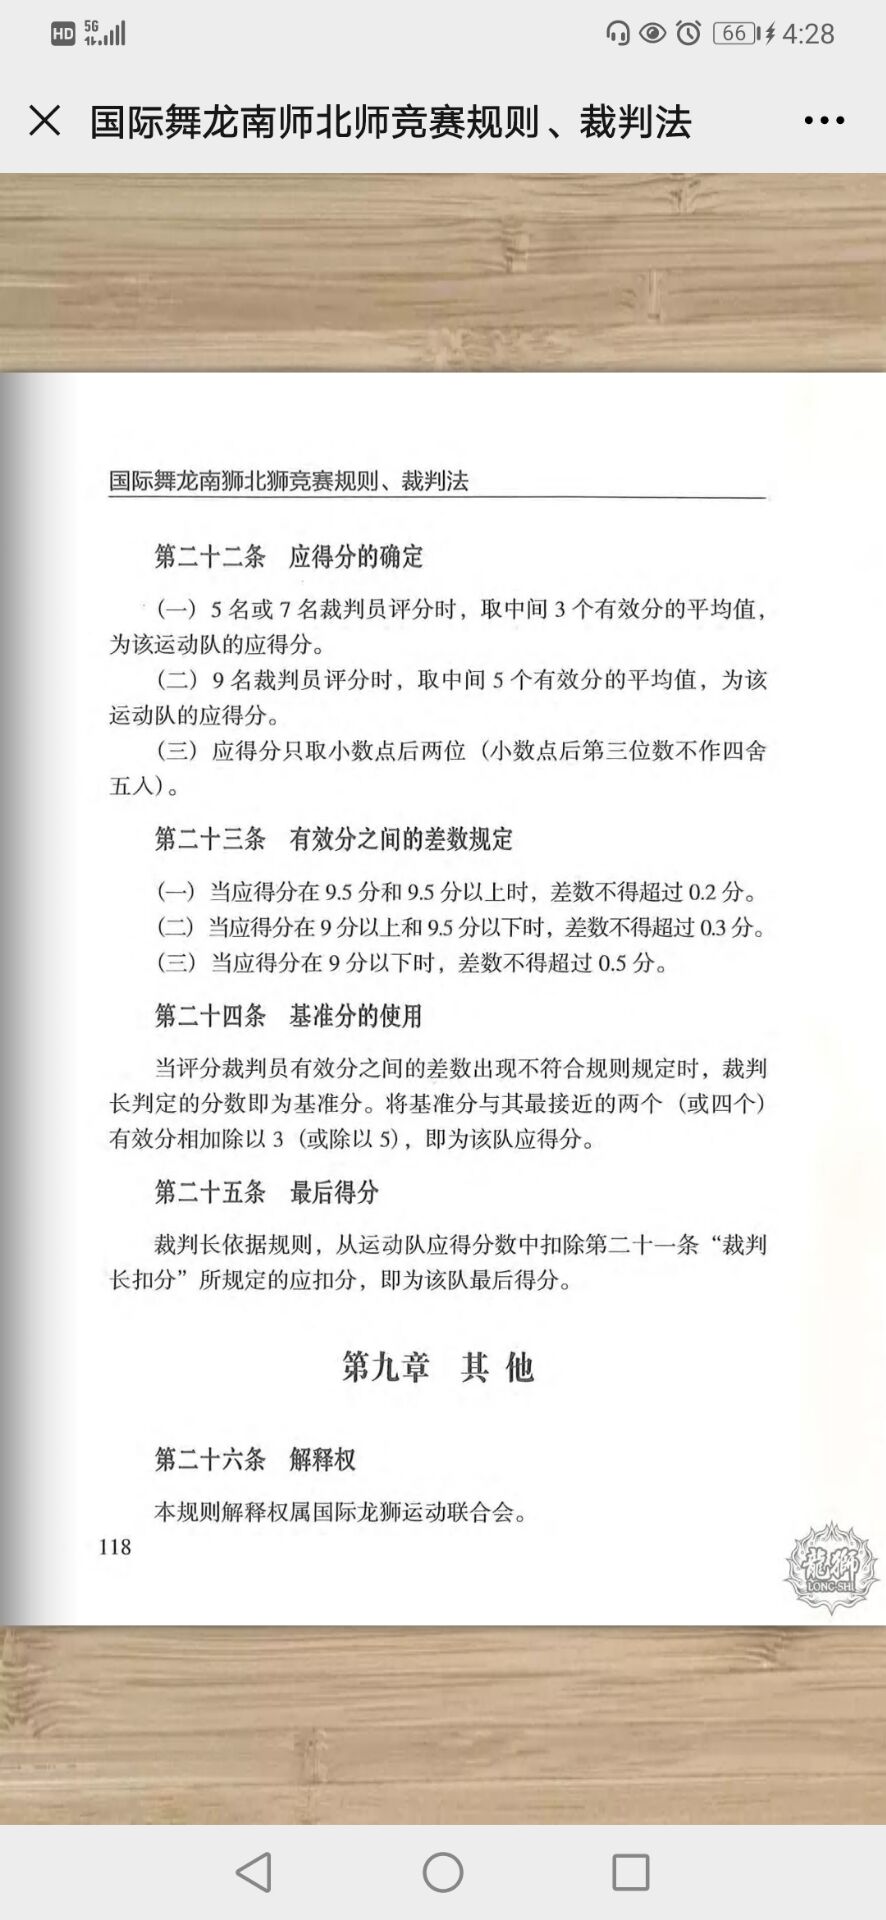 HD 5G 66 4:28
国际舞龙南师北师竞赛规则、裁判法
国际舞龙南狮北狮竞赛规则、裁判法
第二十二条 应得分的确定
（一）5 名或 7 名裁判员评分时，取中间 3 个有效分的平均值，
为该运动队的应得分。
（二）9 名裁判员评分时，取中间 5 个有效分的平均值，为该
运动队的应得分。
（三）应得分只取小数点后两位（小数点后第三位数不作四舍
五入）。
第二十三条 有效分之间的差数规定
（一）当应得分在 9.5 分和 9.5 分以上时，差数不得超过 0.2 分。
（二）当应得分在 9 分以上和 9.5 分以下时，差数不得超过 0.3 分。
（三）当应得分在 9 分以下时，差数不得超过 0.5 分。
第二十四条 基准分的使用
当评分裁判员有效分之间的差数出现不符合规则规定时，裁判
长判定的分数即为基准分。将基准分与其最接近的两个（或四个）
有效分相加除以 3（或除以 5），即为该队应得分。
第二十五条 最后得分
裁判长依据规则，从运动队应得分数中扣除第二十一条“裁判
长扣分”所规定的应扣分，即为该队最后得分。
第九章 其 他
第二十六条 解释权
本规则解释权属国际龙狮运动联合会。
118
龍獅
LONG-SHI